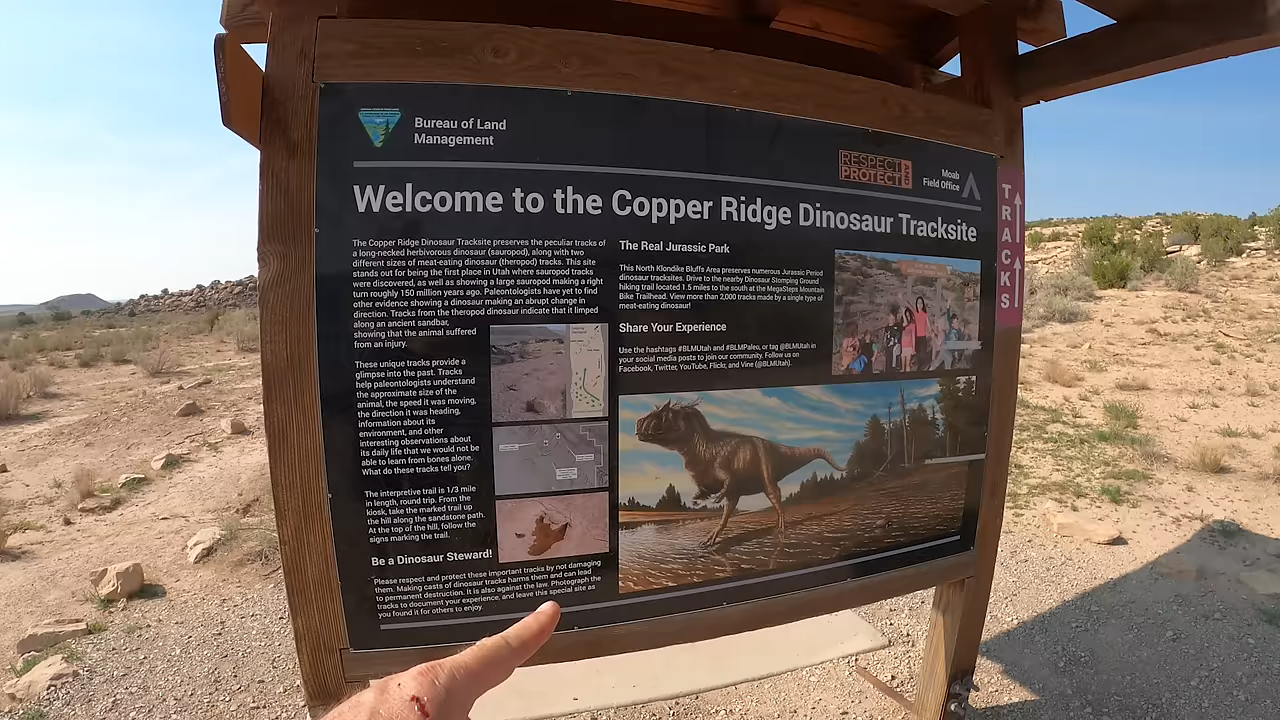 Bureau of Land
Management
RESPECT
AND
PROTECT
Moab
Field Office
Welcome to the Copper Ridge Dinosaur Tracksite
The Copper Ridge Dinosaur Tracksite preserves the peculiar tracks of
a long-necked herbivorous dinosaur (sauropod), along with two
different sizes of meat-eating dinosaur (theropod) tracks. This site
stands out for being the first place in Utah where sauropod tracks
were discovered, as well as showing a large sauropod making a right
turn roughly 150 million years ago. Paleontologists have yet to find
other evidence showing a dinosaur making an abrupt change in
direction. Tracks from the theropod dinosaur indicate that it limped
along an ancient sandbar,
showing that the animal suffered
from an injury.
These unique tracks provide a
glimpse into the past. Tracks
help paleontologists understand
the approximate size of the
animal, the speed it was moving,
the direction it was heading,
information about its
environment, and other
interesting observations about
its daily life that we would not be
able to learn from bones alone.
What do these tracks tell you?
The interpretive trail is 1/3 mile
in length, round trip. From the
kiosk, take the marked trail up
the hill along the sandstone path.
At the top of the hill, follow the
signs marking the trail.
Be a Dinosaur Steward!
Please respect and protect these important tracks by not damaging
them. Making casts of dinosaur tracks harms them and can lead
to permanent destruction. It is also against the law. Photograph the
tracks to document your experience, and leave this special site as
you found it for others to enjoy.
The Real Jurassic Park
This North Klondike Bluffs Area preserves numerous Jurassic Period
dinosaur tracksites. Drive to the nearby Dinosaur Stomping Ground
hiking trail located 1.5 miles to the south at the MegaSteps Mountain
Bike Trailhead. View more than 2,000 tracks made by a single type of
meat-eating dinosaur!
Share Your Experience
Use the hashtags #BLMUtah and #BLMPaleo, or tag @BLMUtah in
your social media posts to join our community. Follow us on
Facebook, Twitter, YouTube, Flickr, and Vine (@BLMUtah).
TRACKS